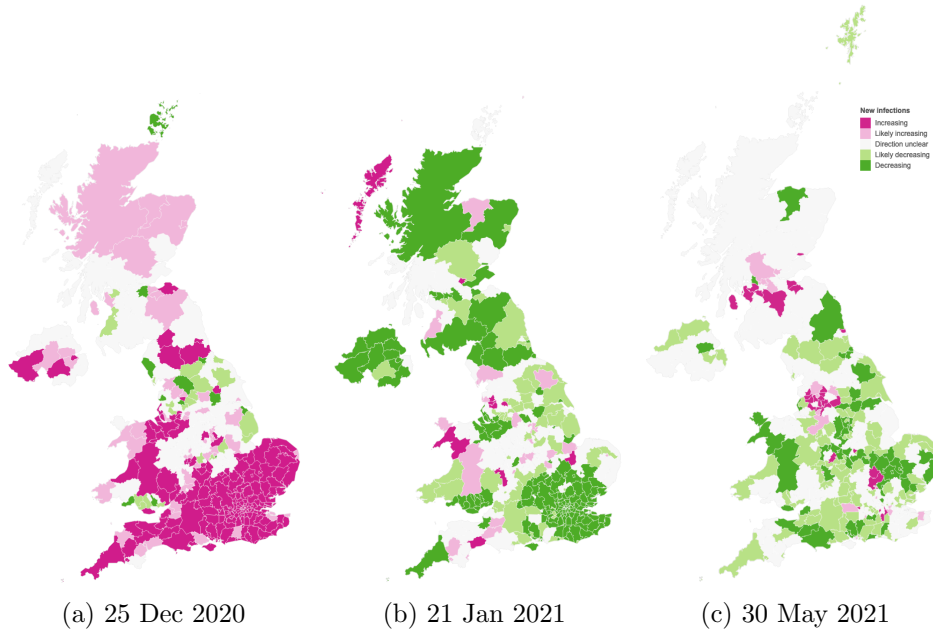 New infections
Increasing
Likely increasing
Direction unclear
Likely decreasing
Decreasing
(a) 25 Dec 2020
(b) 21 Jan 2021
(c) 30 May 2021